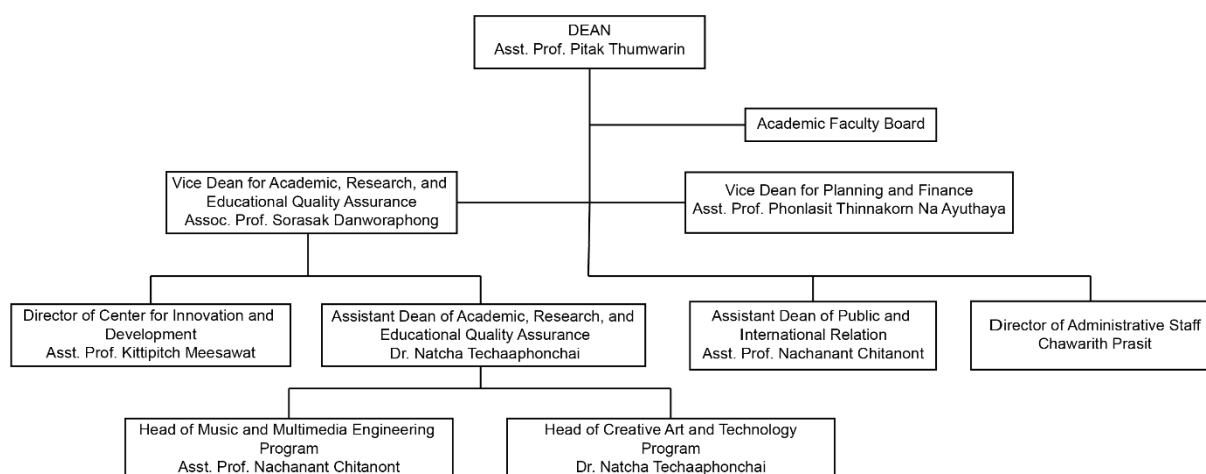 DEAN
Asst. Prof. Pitak Thumwarin
Academic Faculty Board
Vice Dean for Academic, Research, and
Educational Quality Assurance
Assoc. Prof. Sorasak Danworaphong
Vice Dean for Planning and Finance
Asst. Prof. Phonlasit Thinnakorn Na Ayuthaya
Director of Center for Innovation and
Development
Asst. Prof. Kittipitch Meesawat
Assistant Dean of Academic, Research, and
Educational Quality Assurance
Dr. Natcha Techaaphonchai
Assistant Dean of Public and
International Relation
Asst. Prof. Nachanant Chitanont
Director of Administrative Staff
Chawarith Prasit
Head of Music and Multimedia Engineering
Program
Asst. Prof. Nachanant Chitanont
Head of Creative Art and Technology
Program
Dr. Natcha Techaaphonchai